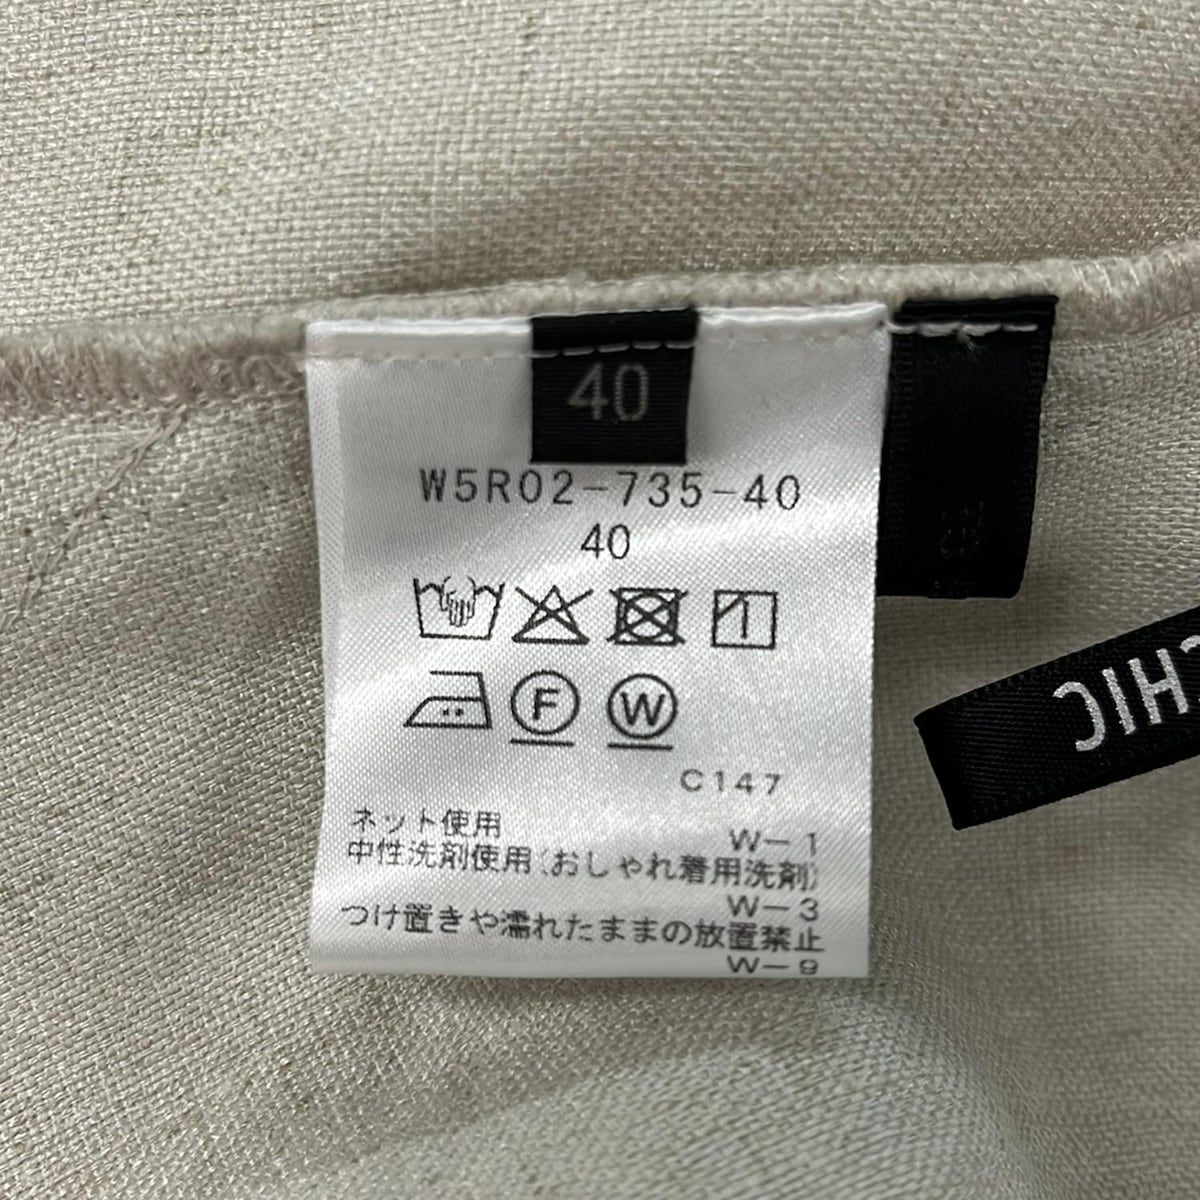 40
W5R02-735-40
40
F W
C147
ネット使用 W-1
中性洗剤使用(おしゃれ着用洗剤)
W-3
つけ置きや濡れたままの放置禁止
W-9
CHIC